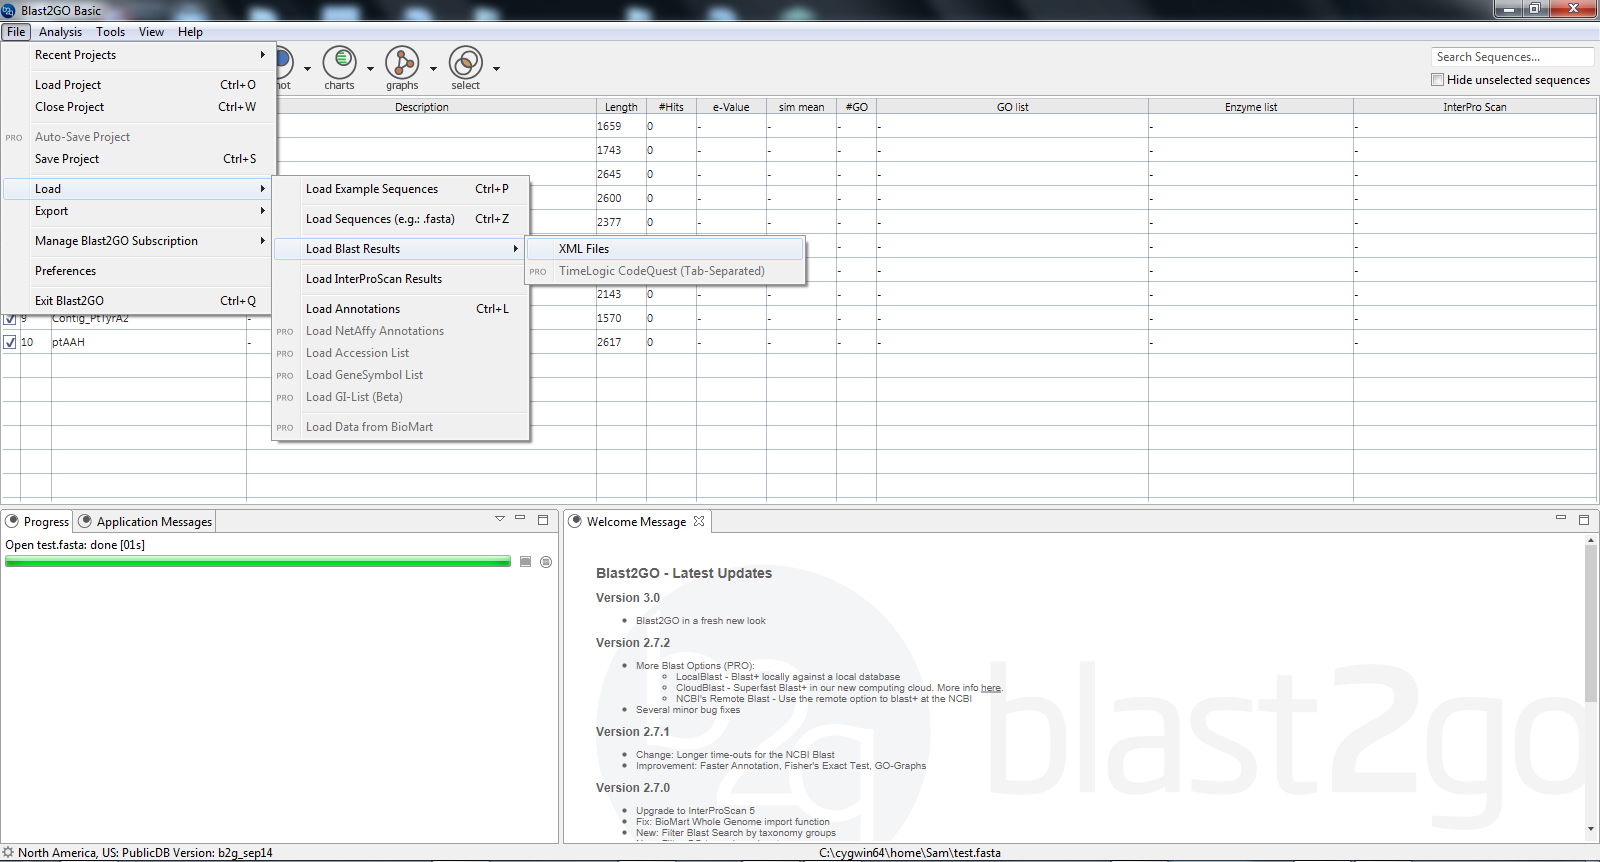 Blast2GO Basic
File Analysis Tools View Help
Recent Projects
Load Project Ctrl+O
Close Project Ctrl+W
PRO Auto-Save Project
Save Project Ctrl+S
Load
Export
Manage Blast2GO Subscription
Preferences
Exit Blast2GO Ctrl+Q
Load Example Sequences Ctrl+P
Load Sequences (e.g.: .fasta) Ctrl+Z
Load Blast Results
Load InterProScan Results
Load Annotations Ctrl+L
PRO Load NetAffy Annotations
PRO Load Accession List
PRO Load GeneSymbol List
PRO Load GI-List (Beta)
PRO Load Data from BioMart
XML Files
PRO TimeLogic CodeQuest (Tab-Separated)
charts graphs select
Search Sequences...
Hide unselected sequences
Description Length #Hits e-Value sim mean #GO GO list Enzyme list InterPro Scan
1659 0 - - - - - -
1743 0 - - - - - -
2645 0 - - - - - -
2600 0 - - - - - -
2377 0 - - - - - -
2143 0 - - - - - -
9 Contig_PtTyrA2 - 1570 0 - - - - - -
10 ptAAH - 2617 0 - - - - - -
Progress Application Messages
Open test.fasta: done [01s]
Welcome Message
Blast2GO - Latest Updates
Version 3.0
Blast2GO in a fresh new look
Version 2.7.2
More Blast Options (PRO):
LocalBlast - Blast+ locally against a local database
CloudBlast - Superfast Blast+ in our new computing cloud. More info here.
NCBI's Remote Blast - Use the remote option to blast+ at the NCBI
Several minor bug fixes
Version 2.7.1
Change: Longer time-outs for the NCBI Blast
Improvement: Faster Annotation, Fisher's Exact Test, GO-Graphs
Version 2.7.0
Upgrade to InterProScan 5
Fix: BioMart Whole Genome import function
New: Filter Blast Search by taxonomy groups
b2g blast2go
North America, US: PublicDB Version: b2g_sep14 C:\cygwin64\home\Sam\test.fasta